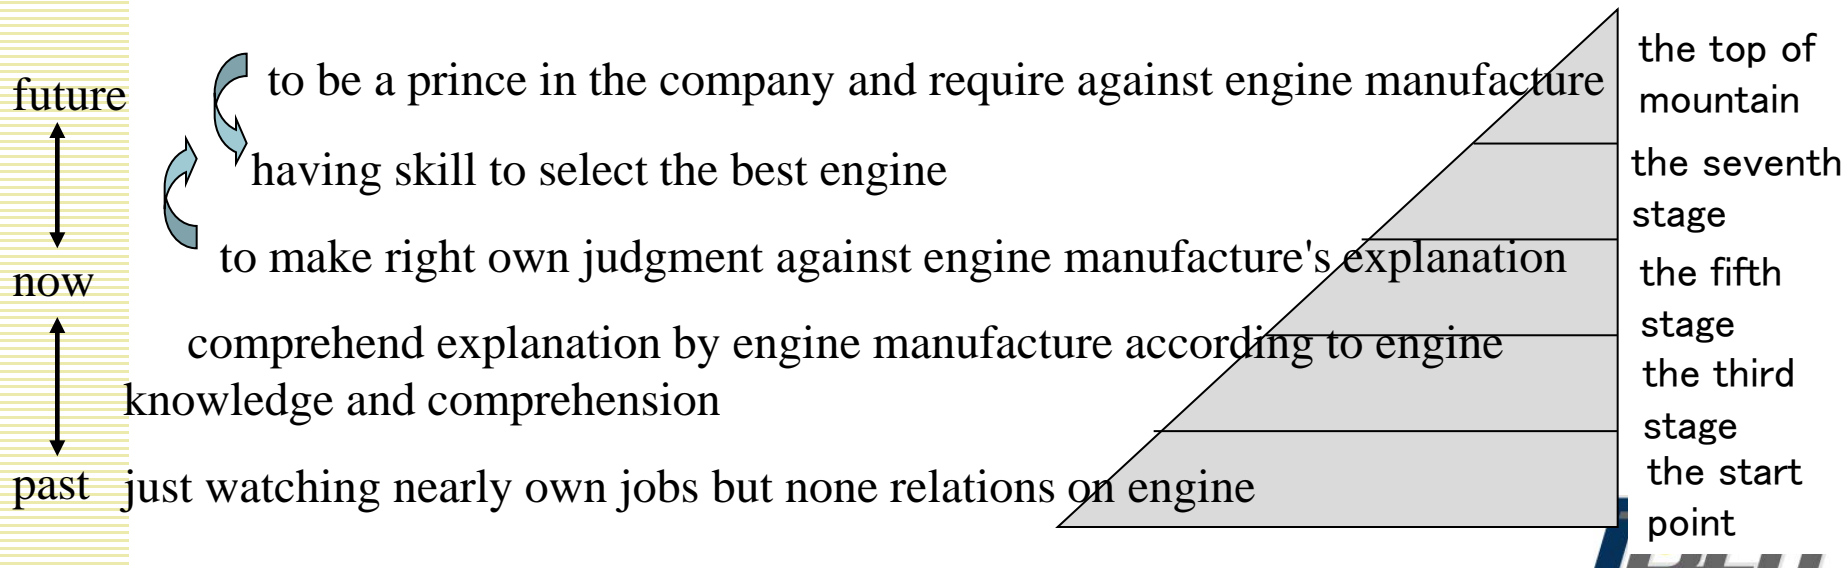 future
to be a prince in the company and require against engine manufacture
the top of
mountain
having skill to select the best engine
the seventh
stage
now
to make right own judgment against engine manufacture's explanation
the fifth
stage
comprehend explanation by engine manufacture according to engine
knowledge and comprehension
the third
stage
past
just watching nearly own jobs but none relations on engine
the start
point